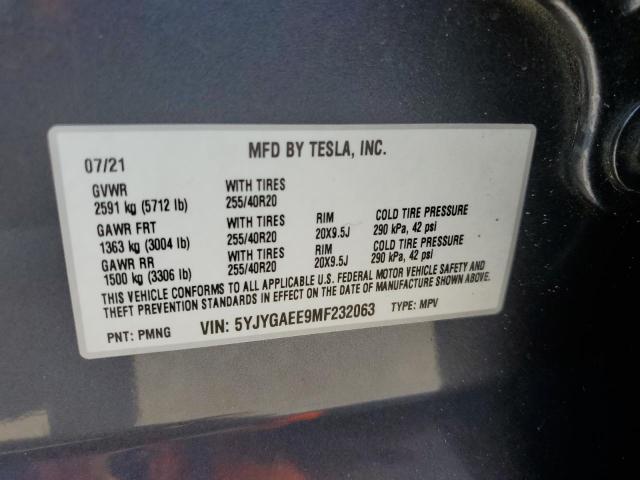 MFD BY TESLA, INC.
07/21
GVWR WITH TIRES
2591 kg (5712 lb) 255/40R20
GAWR FRT WITH TIRES RIM COLD TIRE PRESSURE
1363 kg (3004 lb) 255/40R20 20X9.5J 290 kPa, 42 psi
GAWR RR WITH TIRES RIM COLD TIRE PRESSURE
1500 kg (3306 lb) 255/40R20 20X9.5J 290 kPa, 42 psi
THIS VEHICLE CONFORMS TO ALL APPLICABLE U.S. FEDERAL MOTOR VEHICLE SAFETY AND
THEFT PREVENTION STANDARDS IN EFFECT ON THE DATE OF MANUFACTURE SHOWN ABOVE.
PNT: PMNG VIN: 5YJYGAEE9MF232063 TYPE: MPV